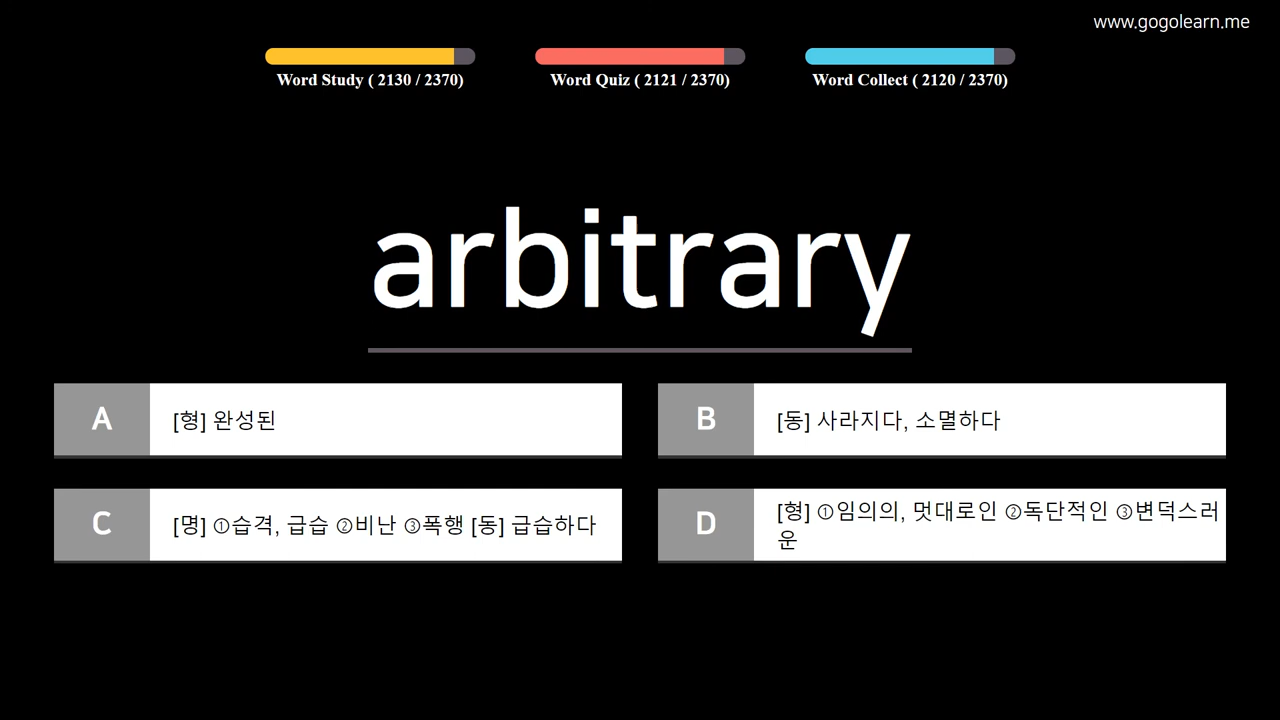 www.gogolearn.me
Word Study ( 2130 / 2370)
Word Quiz ( 2121 / 2370)
Word Collect ( 2120 / 2370)
arbitrary
A
[형] 완성된
B
[동] 사라지다, 소멸하다
C
[명] ①습격, 급습 ②비난 ③폭행 [동] 급습하다
D
[형] ①임의의, 멋대로인 ②독단적인 ③변덕스러
운